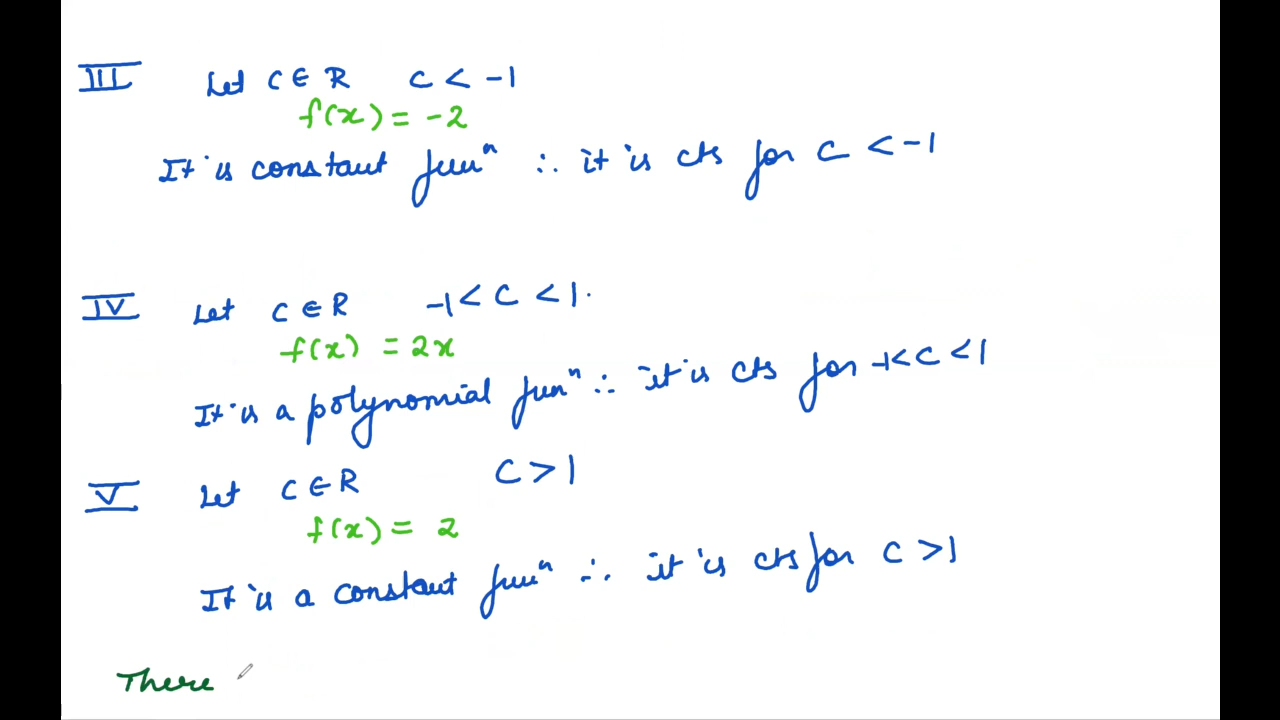 III Let C ∈ R C < -1
f(x) = -2
It is constant funⁿ ∴ it is cts for C < -1
IV Let C ∈ R -1 < C < 1.
f(x) = 2x
It is a polynomial funⁿ ∴ it is cts for -1 < C < 1
V Let C ∈ R C > 1
f(x) = 2
It is a constant funⁿ ∴ it is cts for C > 1
There